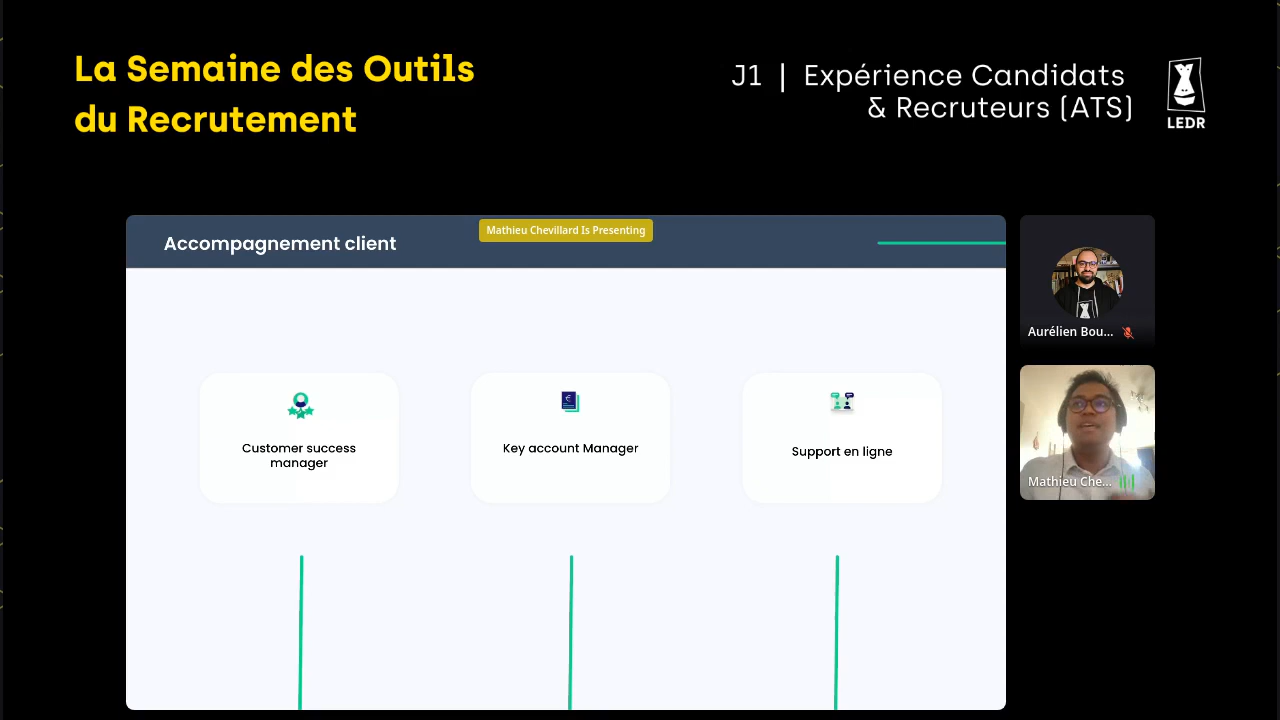 La Semaine des Outils
du Recrutement
J1 | Expérience Candidats
& Recruteurs (ATS)
LEDR
Accompagnement client
Mathieu Chevillard Is Presenting
Customer success
manager
Key account Manager
Support en ligne
Aurélien Bou...
Mathieu Che...